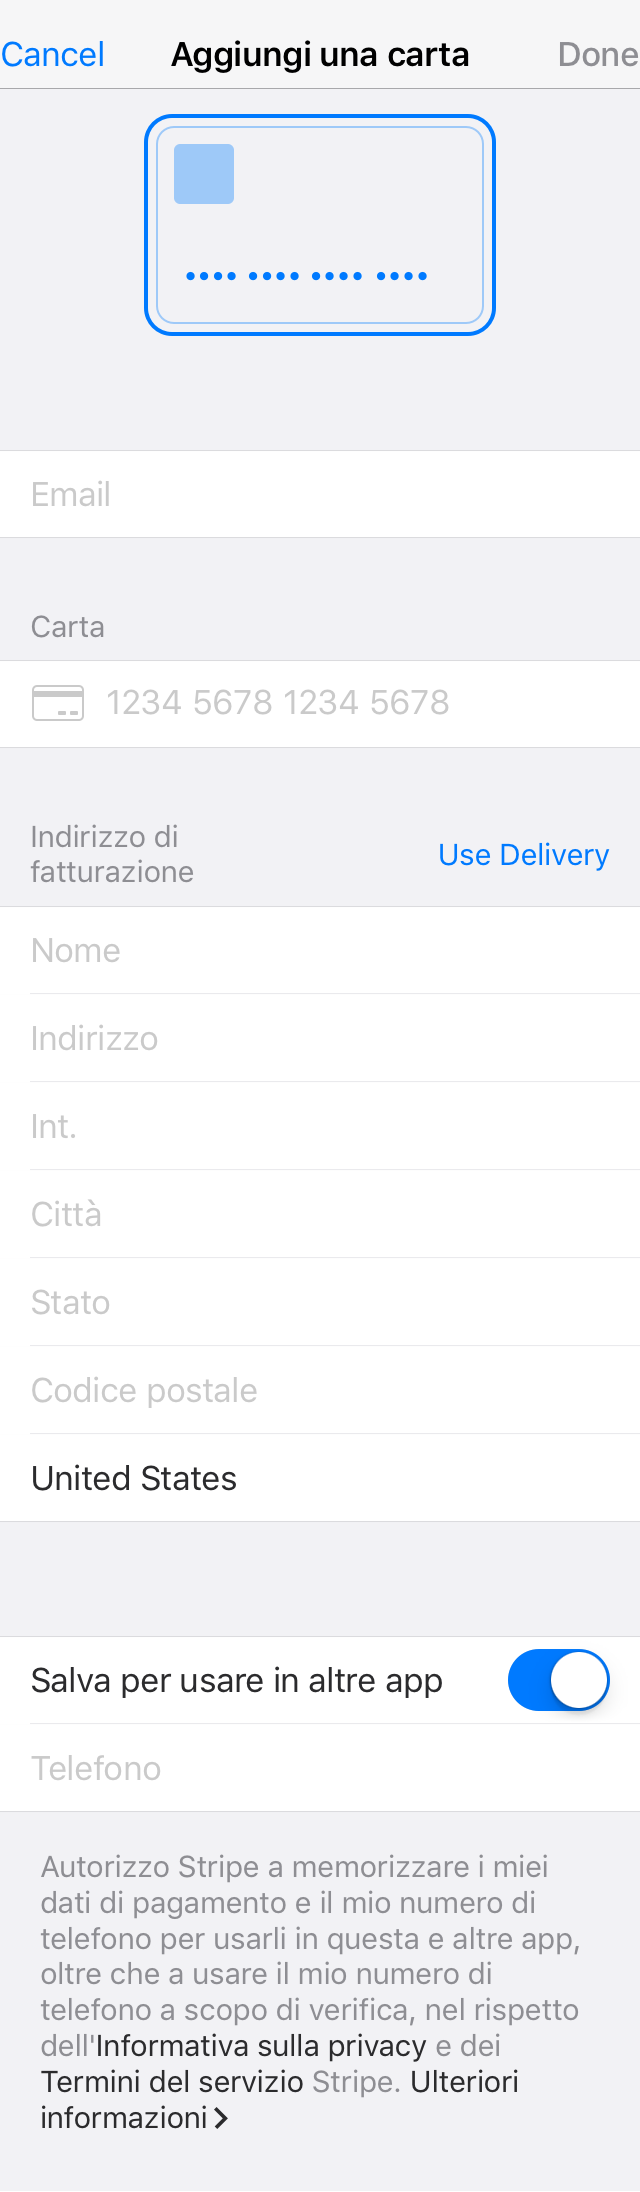 Cancel Aggiungi una carta Done
•••• •••• •••• ••••
Email
Carta
1234 5678 1234 5678
Indirizzo di
fatturazione
Use Delivery
Nome
Indirizzo
Int.
Città
Stato
Codice postale
United States
Salva per usare in altre app
Telefono
Autorizzo Stripe a memorizzare i miei
dati di pagamento e il mio numero di
telefono per usarli in questa e altre app,
oltre che a usare il mio numero di
telefono a scopo di verifica, nel rispetto
dell'Informativa sulla privacy e dei
Termini del servizio Stripe. Ulteriori
informazioni